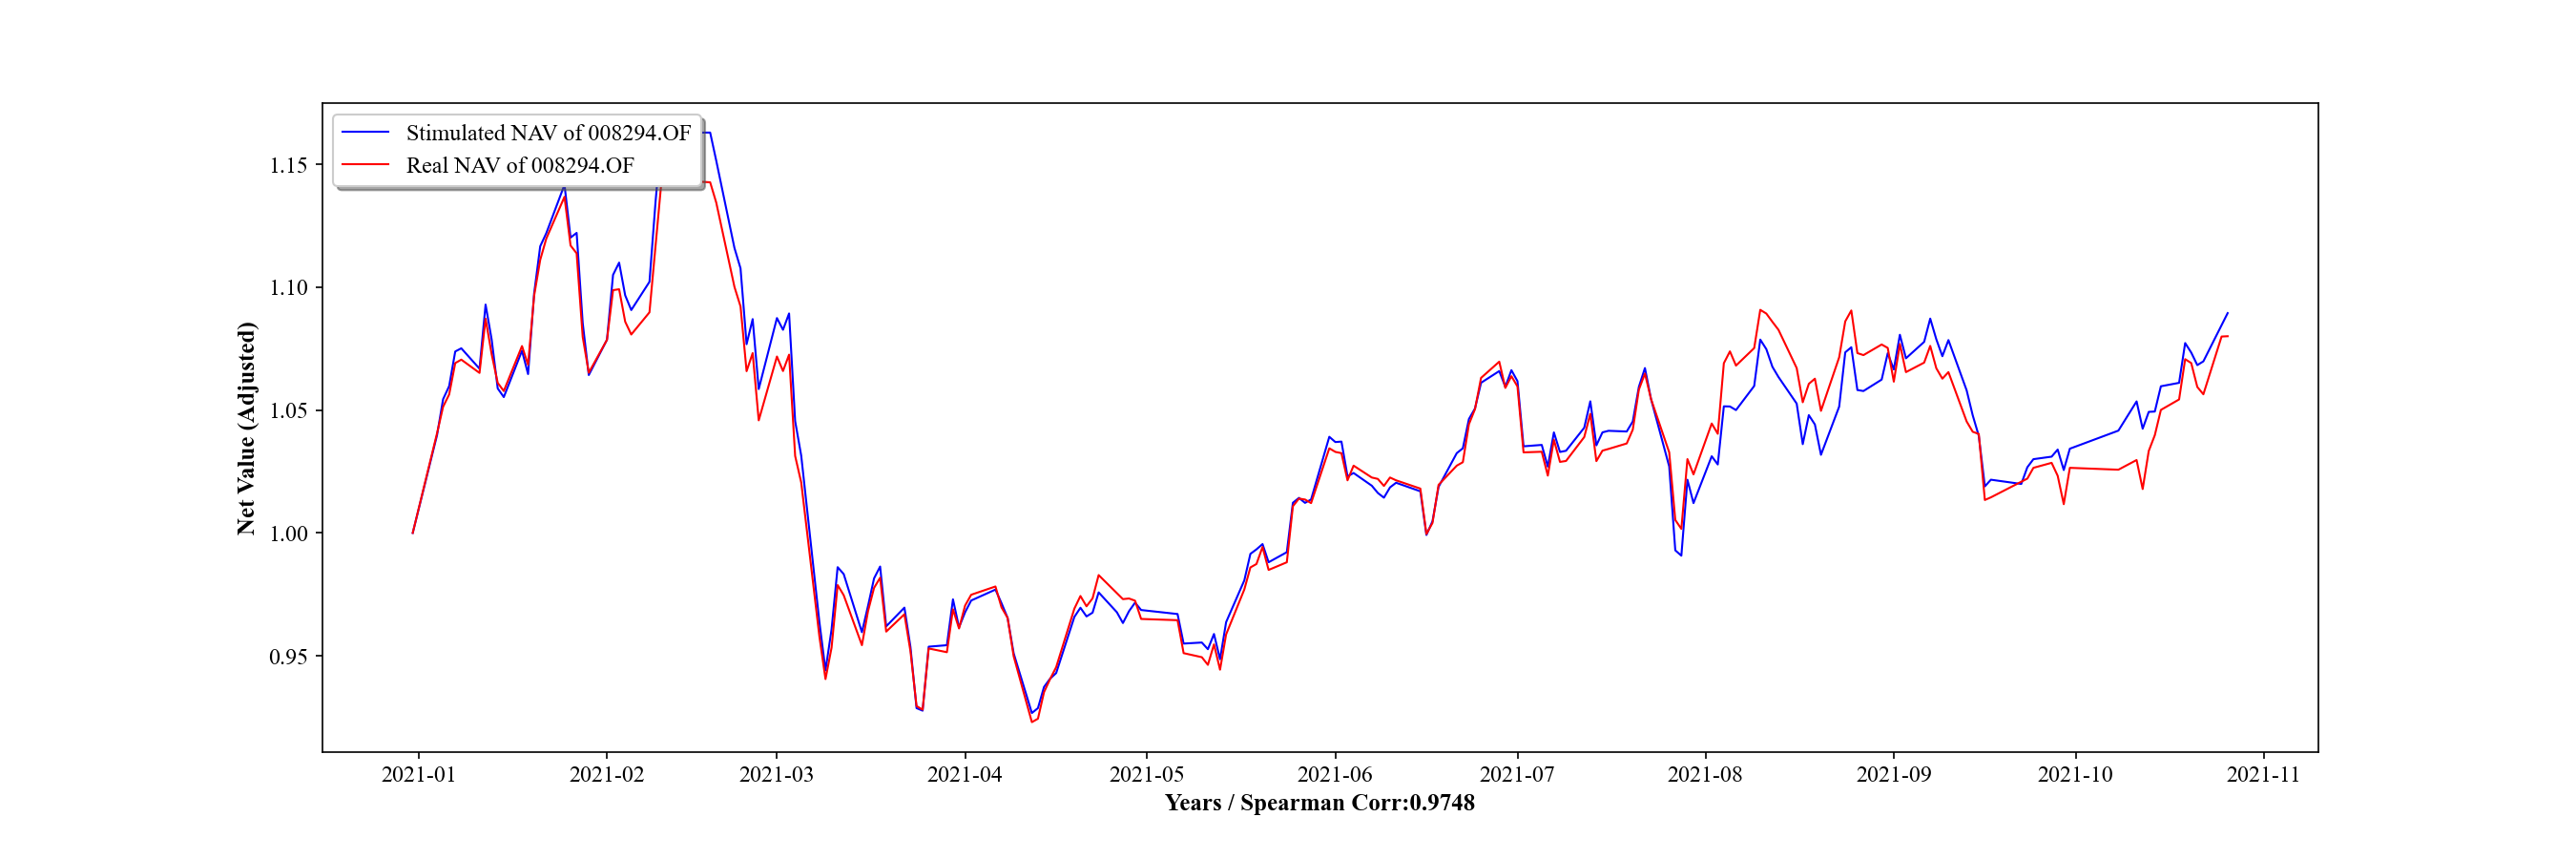 Stimulated NAV of 008294.OF
Real NAV of 008294.OF
Net Value (Adjusted)
1.15
1.10
1.05
1.00
0.95
2021-01 2021-02 2021-03 2021-04 2021-05 2021-06 2021-07 2021-08 2021-09 2021-10 2021-11
Years / Spearman Corr:0.9748